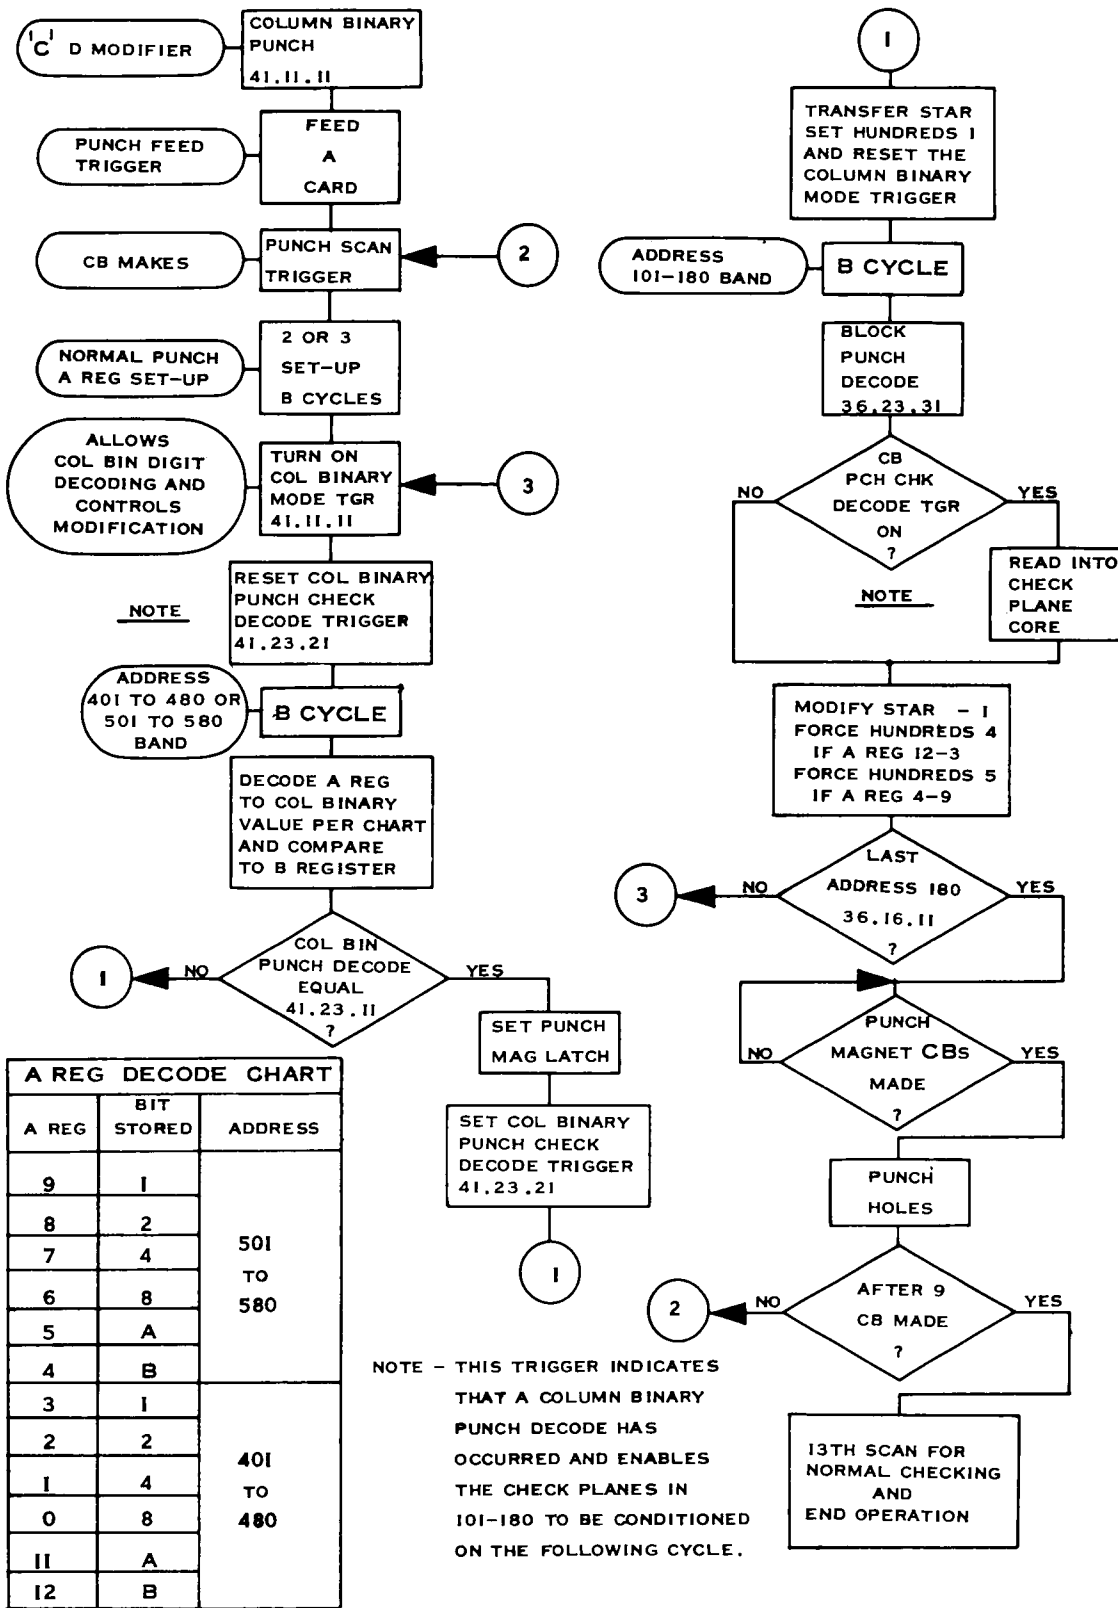 'C' D MODIFIER
COLUMN BINARY
PUNCH
41.11.11
PUNCH FEED
TRIGGER
FEED
A
CARD
CB MAKES
PUNCH SCAN
TRIGGER
2
NORMAL PUNCH
A REG SET-UP
2 OR 3
SET-UP
B CYCLES
ALLOWS
COL BIN DIGIT
DECODING AND
CONTROLS
MODIFICATION
TURN ON
COL BINARY
MODE TGR
41.11.11
3
NOTE
RESET COL BINARY
PUNCH CHECK
DECODE TRIGGER
41.23.21
ADDRESS
401 TO 480 OR
501 TO 580
BAND
B CYCLE
DECODE A REG
TO COL BINARY
VALUE PER CHART
AND COMPARE
TO B REGISTER
1
NO
COL BIN
PUNCH DECODE
EQUAL
41.23.11
?
YES
SET PUNCH
MAG LATCH
SET COL BINARY
PUNCH CHECK
DECODE TRIGGER
41.23.21
1
A REG DECODE CHART
A REG BIT STORED ADDRESS
9 1
8 2
7 4
6 8
5 A
4 B
501
TO
580
3 1
2 2
1 4
0 8
11 A
12 B
401
TO
480
NOTE - THIS TRIGGER INDICATES
THAT A COLUMN BINARY
PUNCH DECODE HAS
OCCURRED AND ENABLES
THE CHECK PLANES IN
101-180 TO BE CONDITIONED
ON THE FOLLOWING CYCLE.
1
TRANSFER STAR
SET HUNDREDS 1
AND RESET THE
COLUMN BINARY
MODE TRIGGER
ADDRESS
101-180 BAND
B CYCLE
BLOCK
PUNCH
DECODE
36.23.31
NO
CB
PCH CHK
DECODE TGR
ON
?
YES
NOTE
READ INTO
CHECK
PLANE
CORE
MODIFY STAR - 1
FORCE HUNDREDS 4
IF A REG 12-3
FORCE HUNDREDS 5
IF A REG 4-9
3
NO
LAST
ADDRESS 180
36.16.11
?
YES
NO
PUNCH
MAGNET CBs
MADE
?
YES
PUNCH
HOLES
2
NO
AFTER 9
CB MADE
?
YES
13TH SCAN FOR
NORMAL CHECKING
AND
END OPERATION